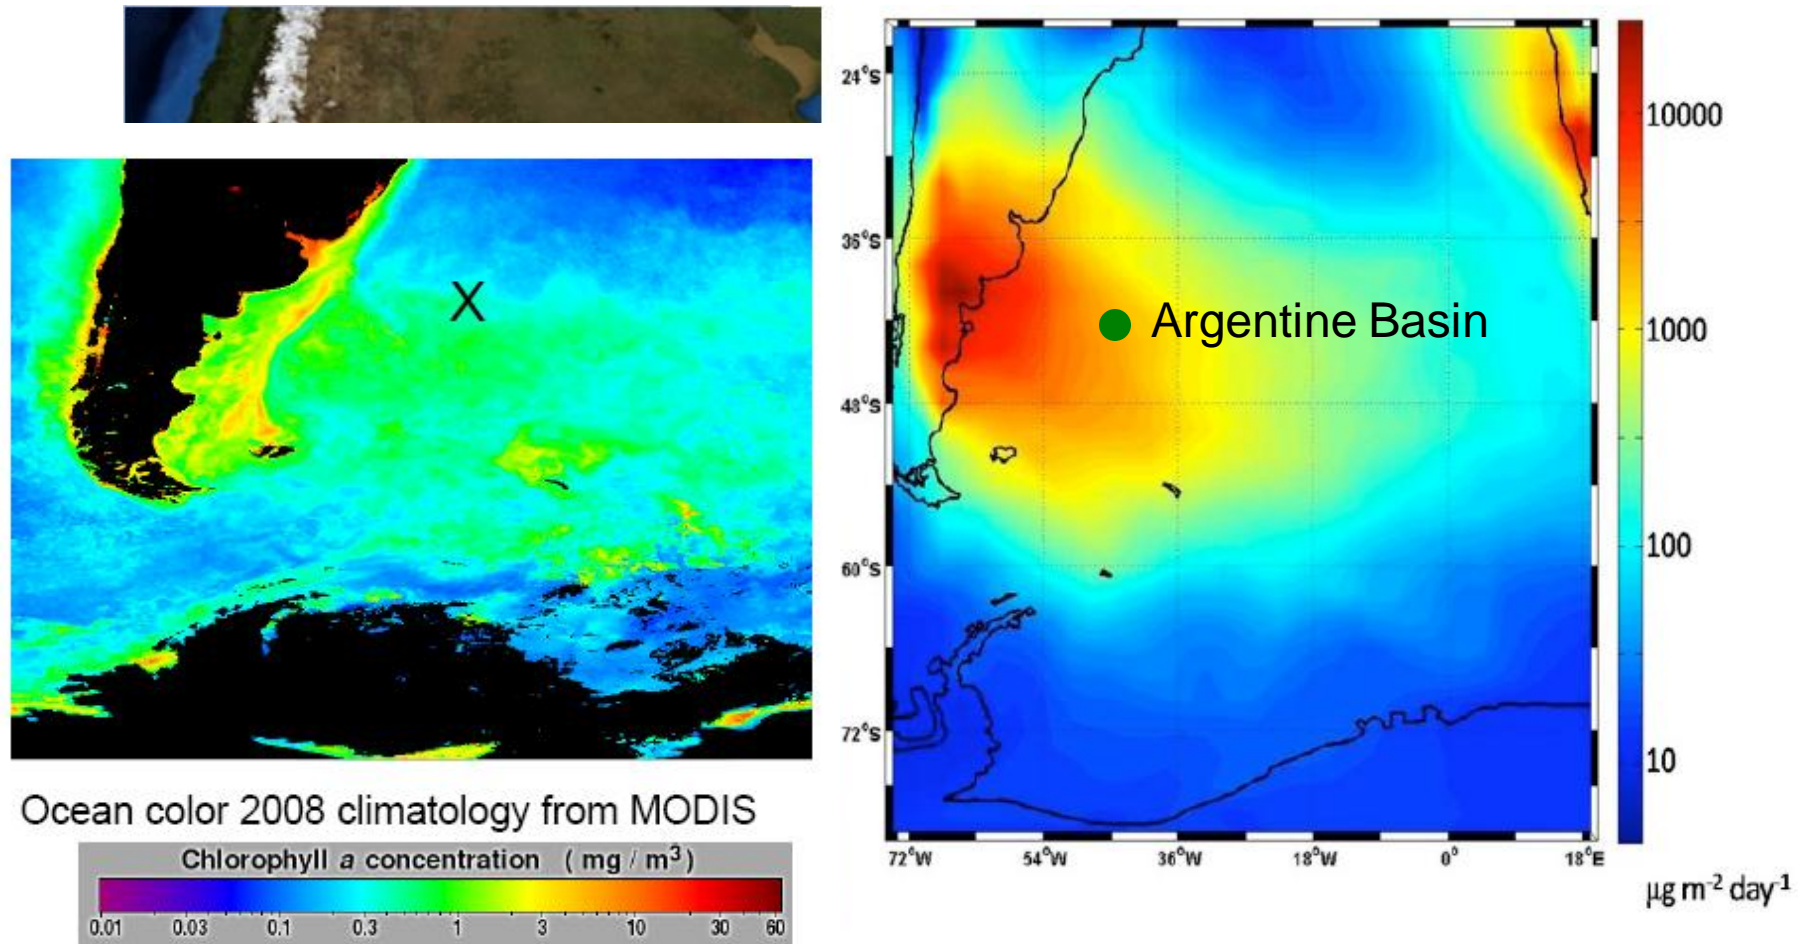 X
Ocean color 2008 climatology from MODIS
Chlorophyll a concentration ( mg / m³ )
0.01 0.03 0.1 0.3 1 3 10 30 60
24°S
36°S
48°S
60°S
72°S
72°W 54°W 36°W 18°W 0° 18°E
Argentine Basin
10000
1000
100
10
µg m⁻² day⁻¹